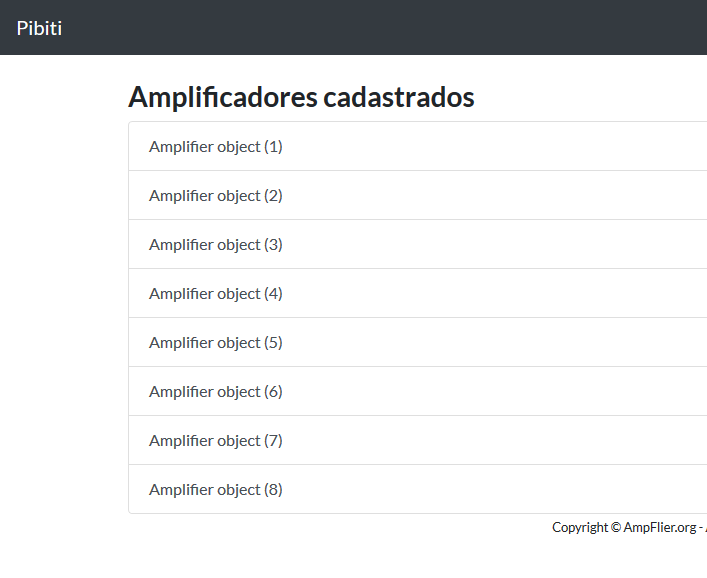 Pibiti
Amplificadores cadastrados
Amplifier object (1)
Amplifier object (2)
Amplifier object (3)
Amplifier object (4)
Amplifier object (5)
Amplifier object (6)
Amplifier object (7)
Amplifier object (8)
Copyright © AmpFlier.org -